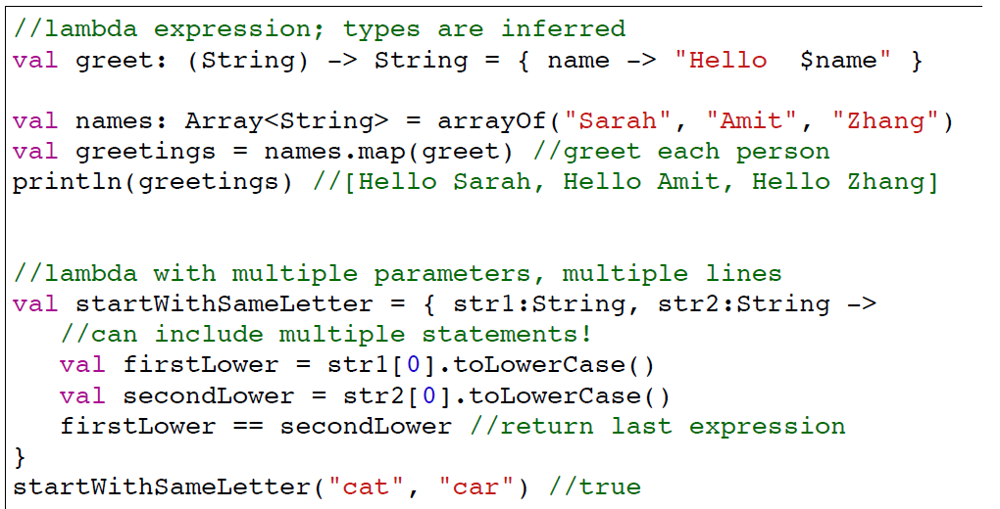 //lambda expression; types are inferred
val greet: (String) -> String = { name -> "Hello  $name" }
val names: Array<String> = arrayOf("Sarah", "Amit", "Zhang")
val greetings = names.map(greet) //greet each person
println(greetings) //[Hello Sarah, Hello Amit, Hello Zhang]
//lambda with multiple parameters, multiple lines
val startWithSameLetter = { str1:String, str2:String ->
   //can include multiple statements!
   val firstLower = str1[0].toLowerCase()
   val secondLower = str2[0].toLowerCase()
   firstLower == secondLower //return last expression
}
startWithSameLetter("cat", "car") //true